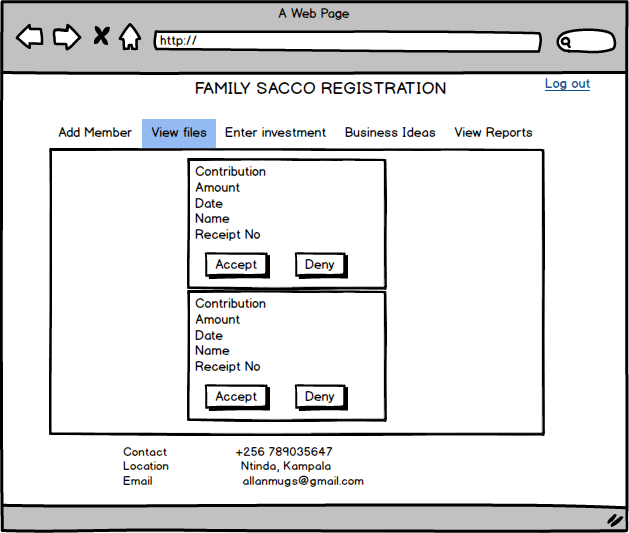 A Web Page
http://
FAMILY SACCO REGISTRATION
Log out
Add Member View files Enter investment Business Ideas View Reports
Contribution
Amount
Date
Name
Receipt No
Accept Deny
Contribution
Amount
Date
Name
Receipt No
Accept Deny
Contact +256 789035647
Location Ntinda, Kampala
Email allanmugs@gmail.com